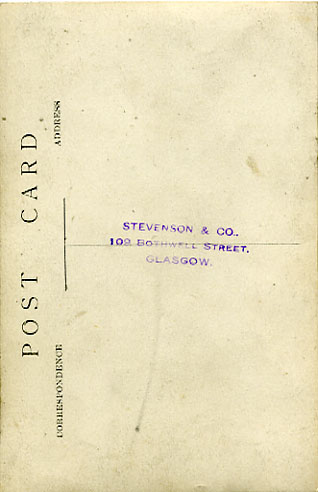 POST CARD
CORRESPONDENCE
ADDRESS
STEVENSON & CO..
109 BOTHWELL STREET,
GLASGOW.